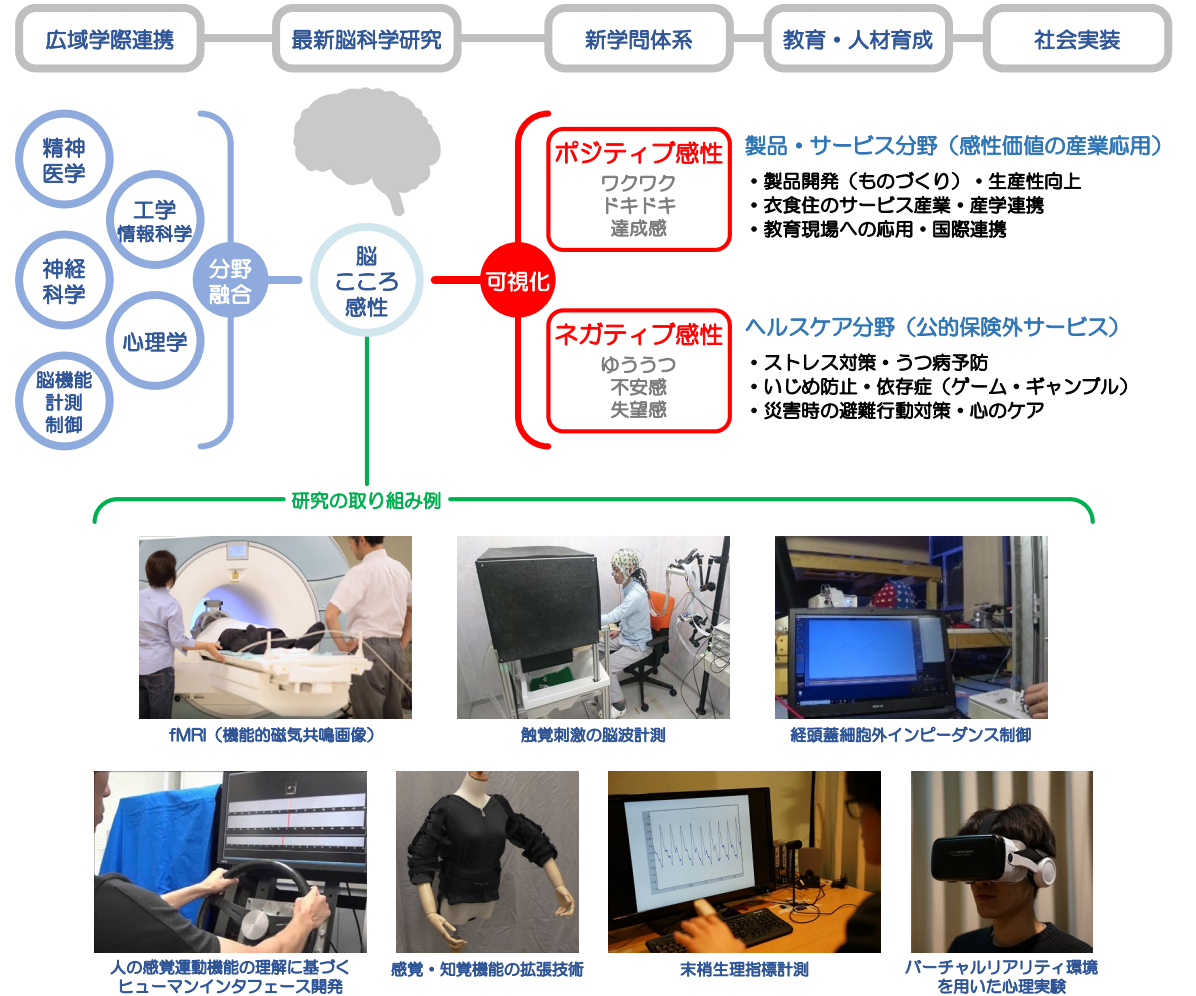 広域学際連携
最新脳科学研究
新学問体系
教育・人材育成
社会実装
精神
医学
工学
情報科学
神経
科学
心理学
脳機能
計測
制御
分野
融合
脳
こころ
感性
可視化
ポジティブ感性
ワクワク
ドキドキ
達成感
製品・サービス分野（感性価値の産業応用）
・製品開発（ものづくり）・生産性向上
・衣食住のサービス産業・産学連携
・教育現場への応用・国際連携
ネガティブ感性
ゆううつ
不安感
失望感
ヘルスケア分野（公的保険外サービス）
・ストレス対策・うつ病予防
・いじめ防止・依存症（ゲーム・ギャンブル）
・災害時の避難行動対策・心のケア
研究の取り組み例
fMRI（機能的磁気共鳴画像）
触覚刺激の脳波計測
経頭蓋細胞外インピーダンス制御
人の感覚運動機能の理解に基づく
ヒューマンインタフェース開発
感覚・知覚機能の拡張技術
末梢生理指標計測
バーチャルリアリティ環境
を用いた心理実験